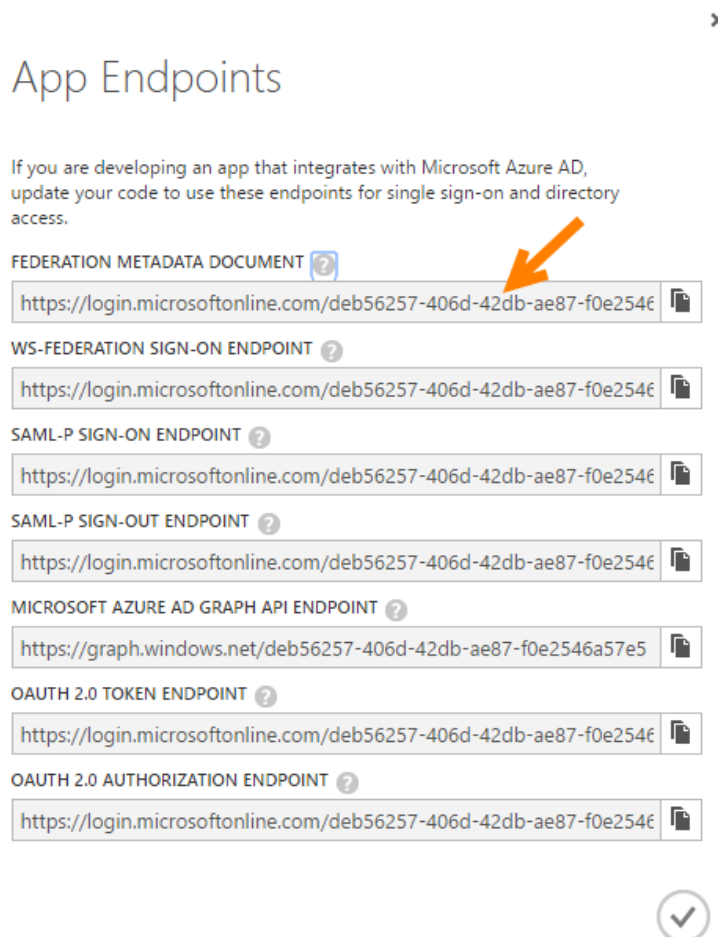 App Endpoints
If you are developing an app that integrates with Microsoft Azure AD,
update your code to use these endpoints for single sign-on and directory
access.
FEDERATION METADATA DOCUMENT ?
https://login.microsoftonline.com/deb56257-406d-42db-ae87-f0e2546
WS-FEDERATION SIGN-ON ENDPOINT ?
https://login.microsoftonline.com/deb56257-406d-42db-ae87-f0e2546
SAML-P SIGN-ON ENDPOINT ?
https://login.microsoftonline.com/deb56257-406d-42db-ae87-f0e2546
SAML-P SIGN-OUT ENDPOINT ?
https://login.microsoftonline.com/deb56257-406d-42db-ae87-f0e2546
MICROSOFT AZURE AD GRAPH API ENDPOINT ?
https://graph.windows.net/deb56257-406d-42db-ae87-f0e2546a57e5
OAUTH 2.0 TOKEN ENDPOINT ?
https://login.microsoftonline.com/deb56257-406d-42db-ae87-f0e2546
OAUTH 2.0 AUTHORIZATION ENDPOINT ?
https://login.microsoftonline.com/deb56257-406d-42db-ae87-f0e2546